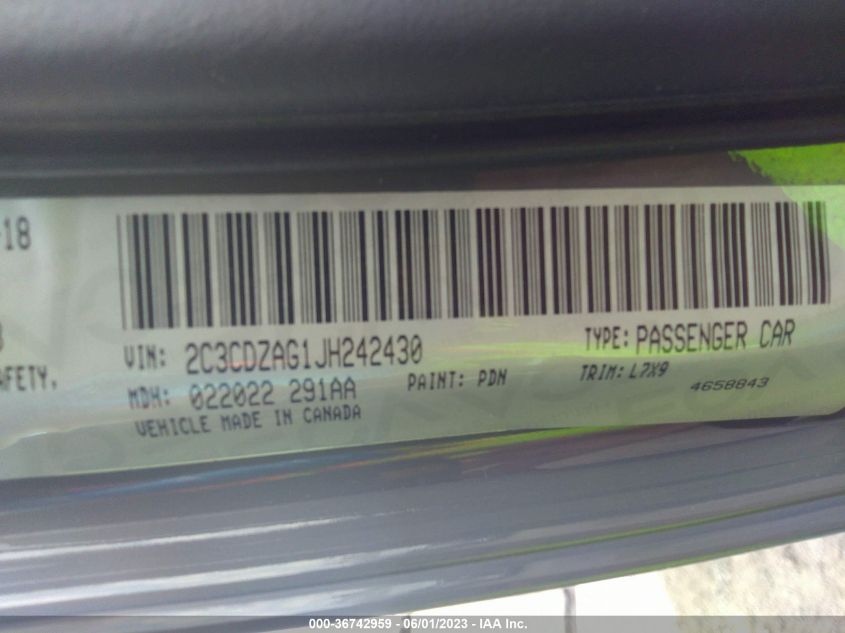 -18
AFETY.
VIN: 2C3CDZAG1JH242430
TYPE: PASSENGER CAR
MDH: 022022 291AA
PAINT: PDN
TRIM: L7X9
4658843
VEHICLE MADE IN CANADA
000-36742959 - 06/01/2023 - IAA Inc.